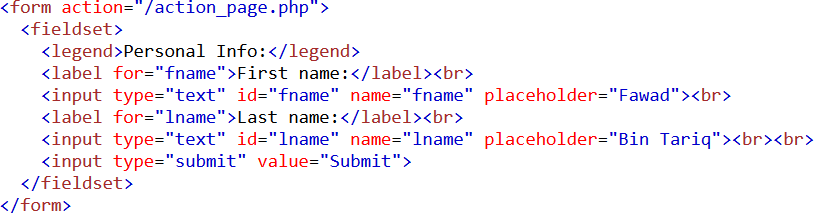 <form action="/action_page.php">
  <fieldset>
    <legend>Personal Info:</legend>
    <label for="fname">First name:</label><br>
    <input type="text" id="fname" name="fname" placeholder="Fawad"><br>
    <label for="lname">Last name:</label><br>
    <input type="text" id="lname" name="lname" placeholder="Bin Tariq"><br><br>
    <input type="submit" value="Submit">
  </fieldset>
</form>